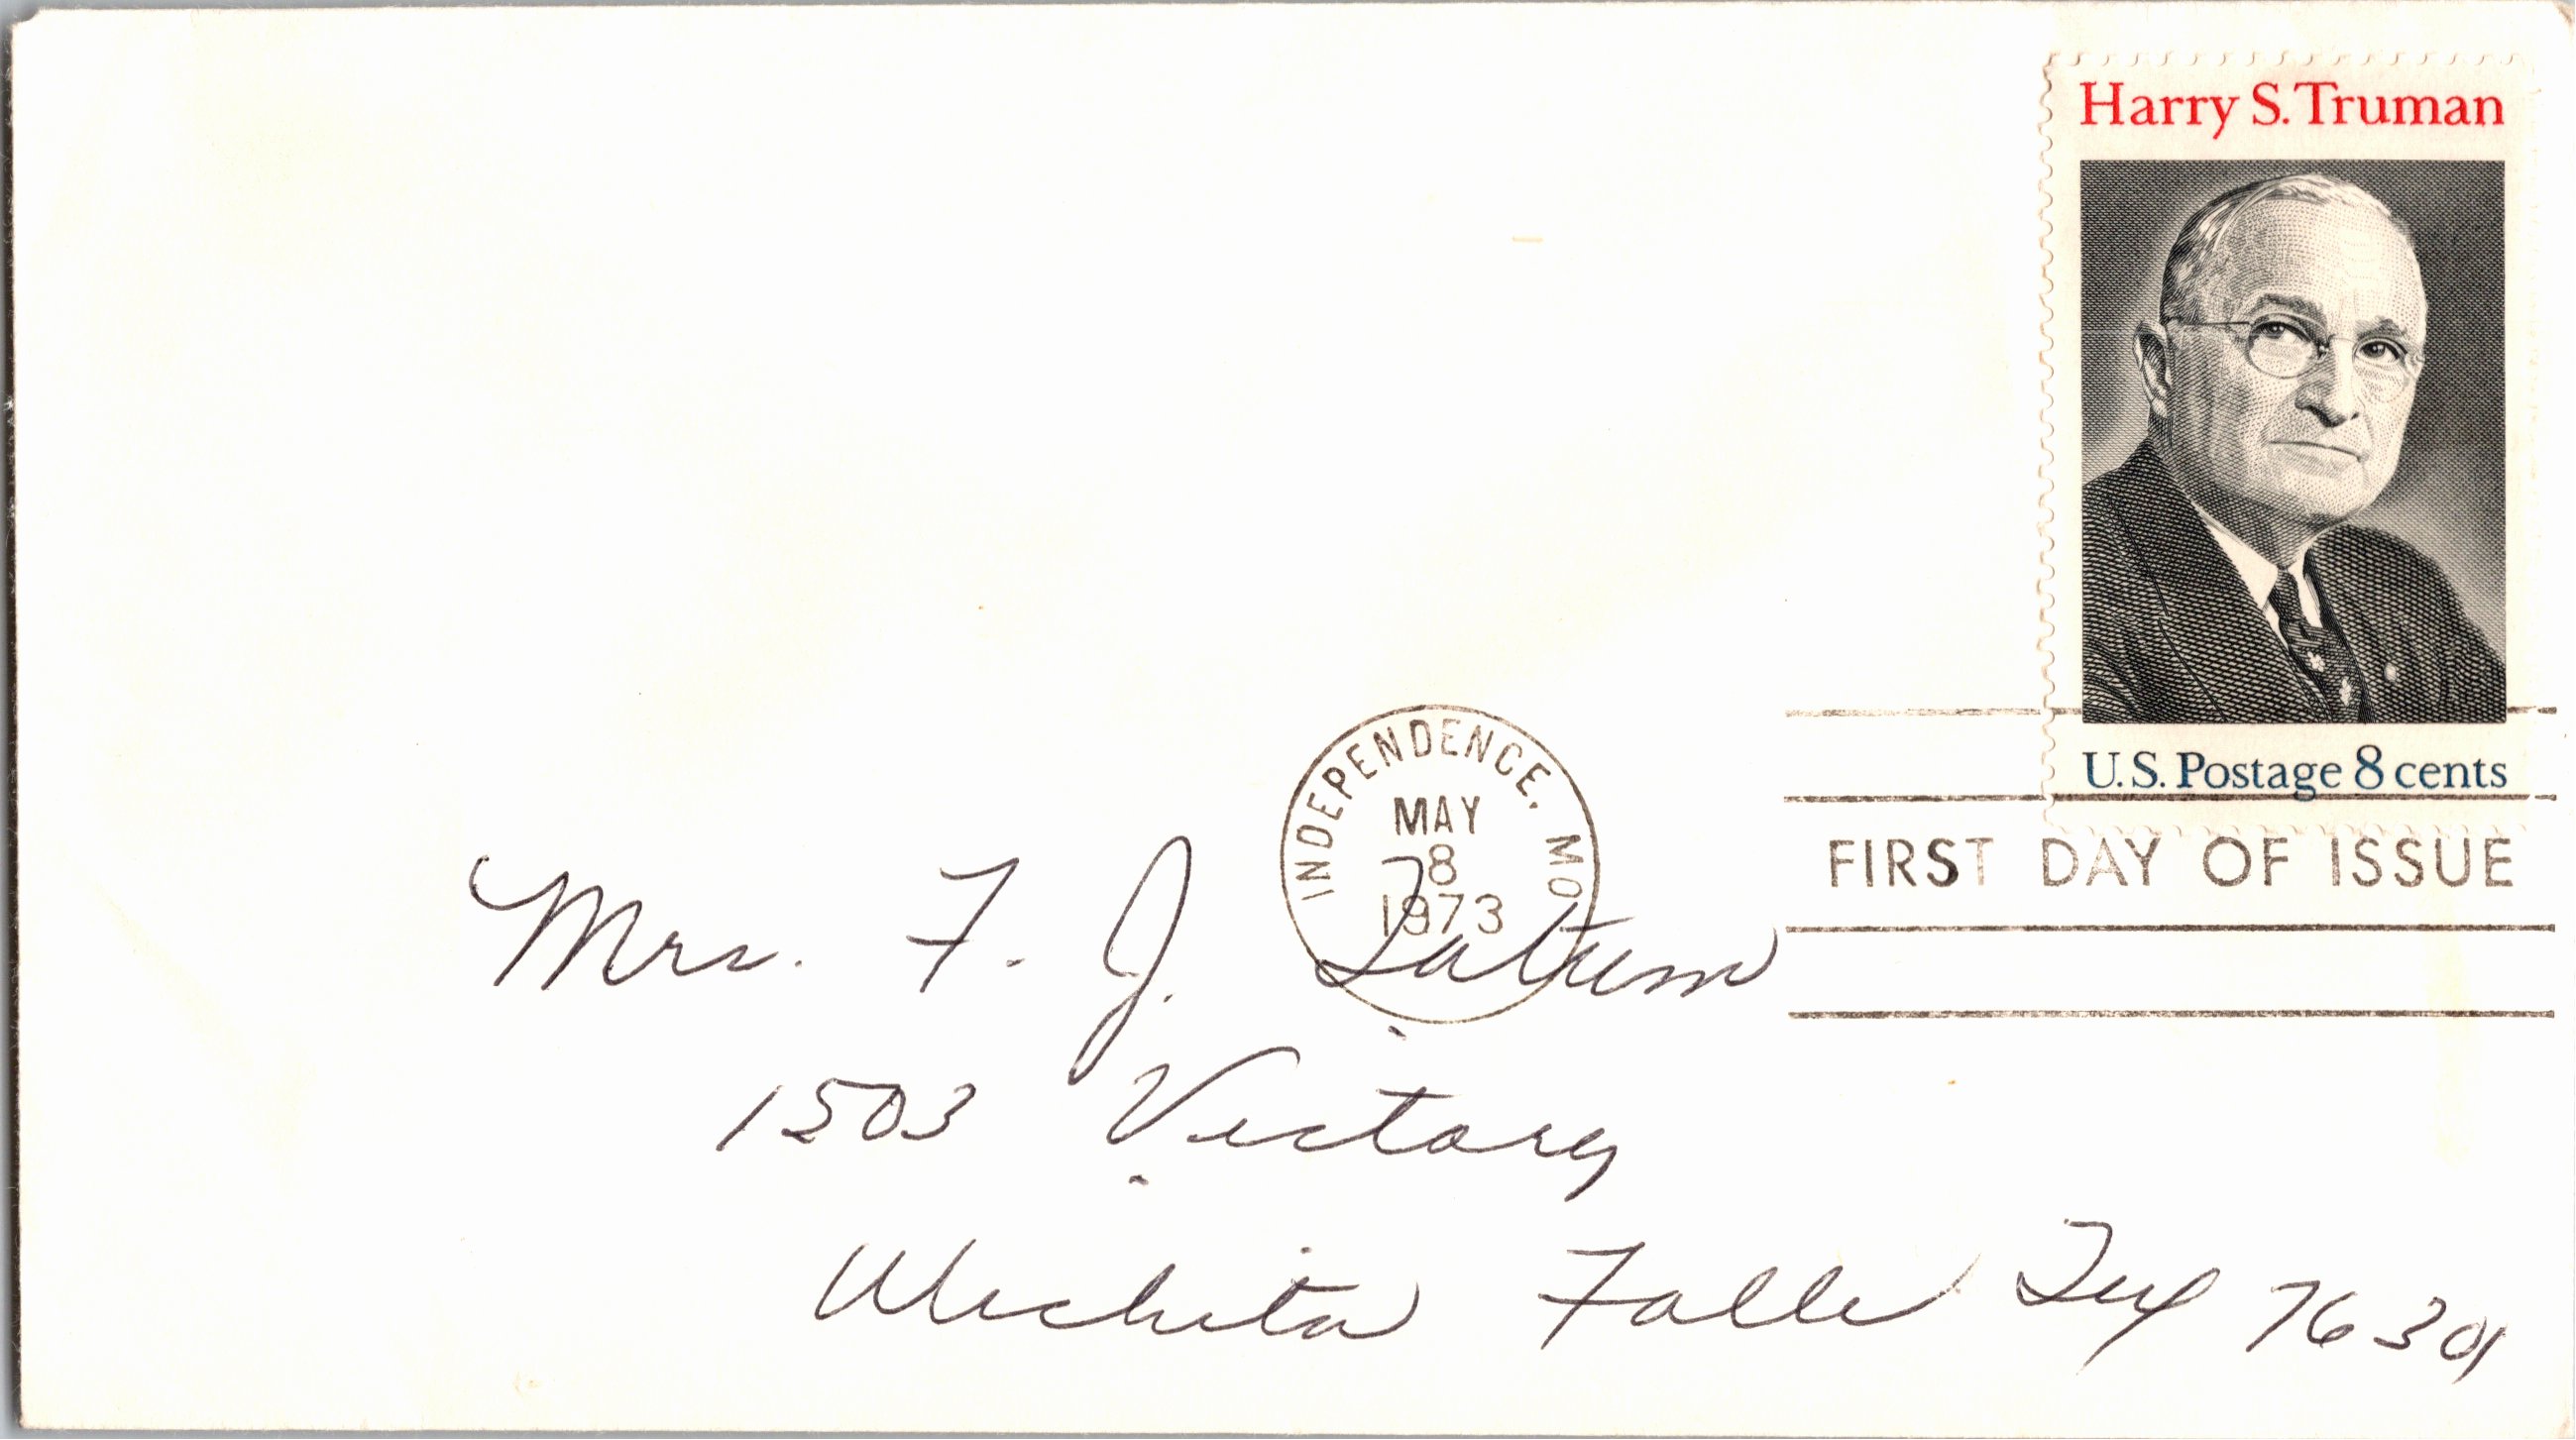 Harry S. Truman
U.S. Postage 8 cents
INDEPENDENCE, MO
MAY
8
1973
FIRST DAY OF ISSUE
Mrs. F. J. Tatum
1503 Victory
Wichita Falls Tex 76301